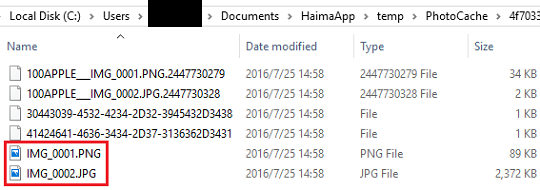 Local Disk (C:) > Users > Documents > HaimaApp > temp > PhotoCache > 4f7033
Name Date modified Type Size
100APPLE___IMG_0001.PNG.2447730279 2016/7/25 14:58 2447730279 File 34 KB
100APPLE___IMG_0002.JPG.2447730328 2016/7/25 14:58 2447730328 File 2 KB
30443039-4532-4234-2D32-3945432D3438 2016/7/25 14:58 File 1 KB
41424641-4636-3434-2D37-3136362D3431 2016/7/25 14:58 File 1 KB
IMG_0001.PNG 2016/7/25 14:58 PNG File 89 KB
IMG_0002.JPG 2016/7/25 14:58 JPG File 2,372 KB